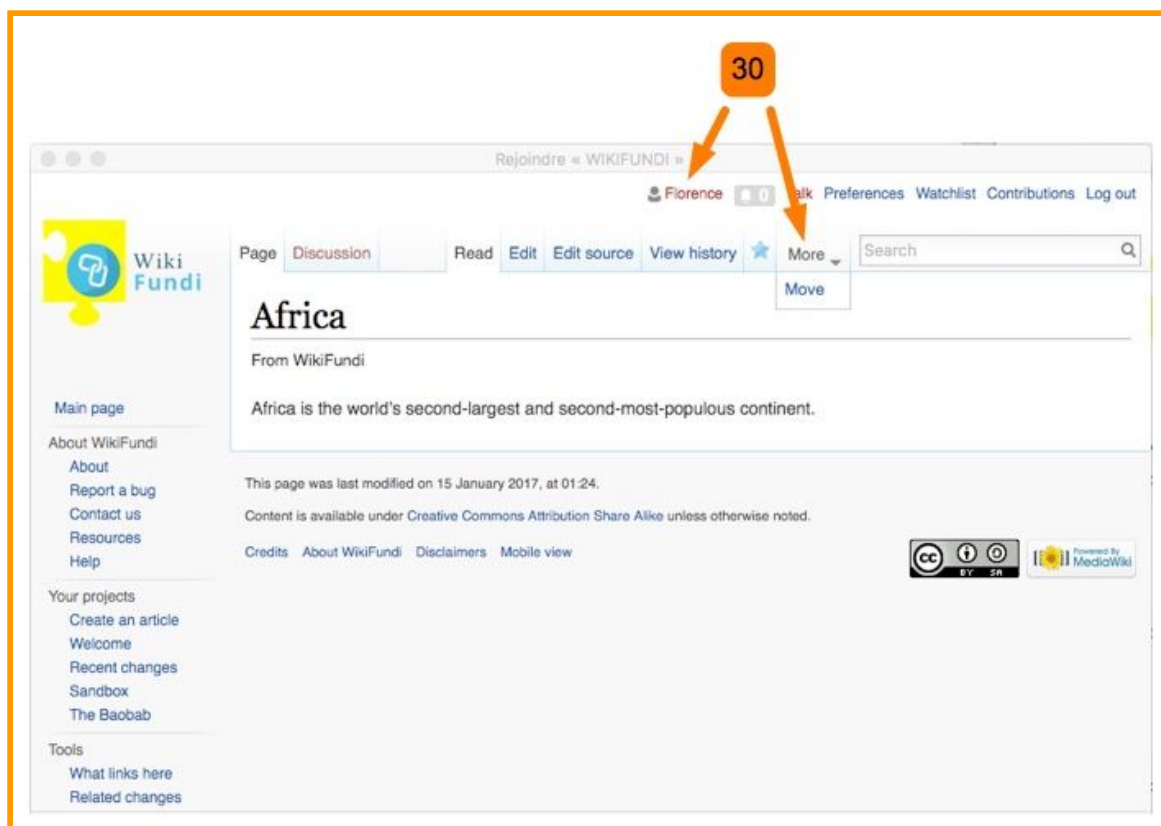 30
Rejoindre « WIKIFUNDI »
Florence 0 Talk Preferences Watchlist Contributions Log out
Wiki
Fundi
Page Discussion Read Edit Edit source View history More Search
Move
Africa
From WikiFundi
Africa is the world's second-largest and second-most-populous continent.
This page was last modified on 15 January 2017, at 01:24.
Content is available under Creative Commons Attribution Share Alike unless otherwise noted.
Credits About WikiFundi Disclaimers Mobile view
cc BY SA
Powered By
MediaWiki
Main page
About WikiFundi
About
Report a bug
Contact us
Resources
Help
Your projects
Create an article
Welcome
Recent changes
Sandbox
The Baobab
Tools
What links here
Related changes